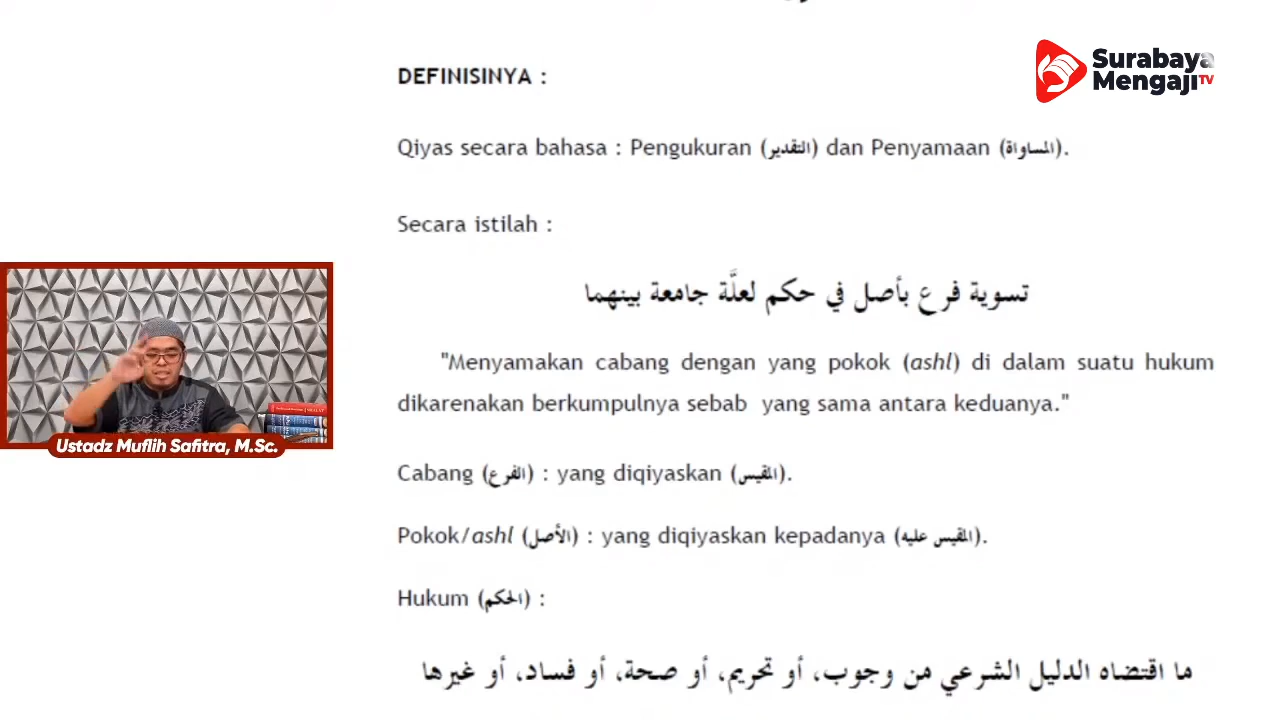 Surabaya
Mengaji TV
DEFINISINYA :
Qiyas secara bahasa : Pengukuran (التقدير) dan Penyamaan (المساواة).
Secara istilah :
تسوية فرع بأصل في حكم لعلَّة جامعة بينهما
"Menyamakan cabang dengan yang pokok (ashl) di dalam suatu hukum
dikarenakan berkumpulnya sebab yang sama antara keduanya."
Cabang (الفرع) : yang diqiyaskan (المقيس).
Pokok/ashl (الأصل) : yang diqiyaskan kepadanya (المقيس عليه).
Hukum (الحكم) :
ما اقتضاه الدليل الشرعي من وجوب، أو تحريم، أو صحة، أو فساد، أو غيرها
Ustadz Muflih Safitra, M.Sc.